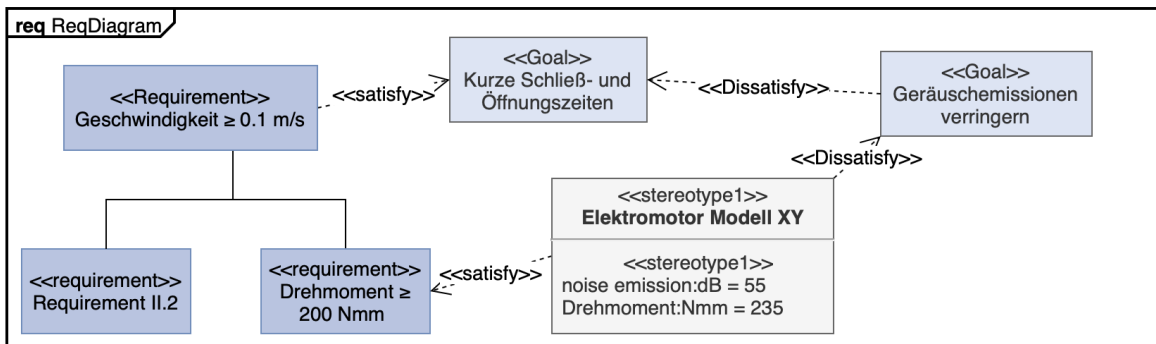 req ReqDiagram
<<Requirement>>
Geschwindigkeit ≥ 0.1 m/s
<<satisfy>>
<<Goal>>
Kurze Schließ- und
Öffnungszeiten
<<Dissatisfy>>
<<Goal>>
Geräuschemissionen
verringern
<<Dissatisfy>>
<<requirement>>
Requirement II.2
<<requirement>>
Drehmoment ≥
200 Nmm
<<satisfy>>
<<stereotype1>>
Elektromotor Modell XY
<<stereotype1>>
noise emission:dB = 55
Drehmoment:Nmm = 235